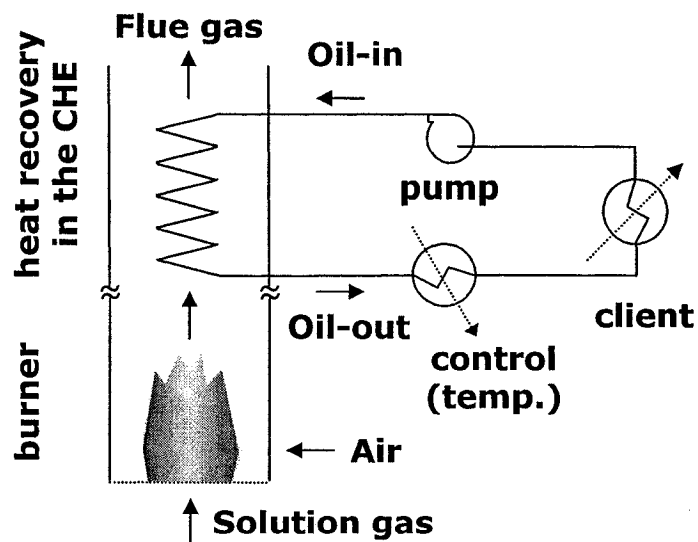 Flue gas
Oil-in
heat recovery
in the CHE
pump
client
Oil-out
control
(temp.)
burner
Air
Solution gas